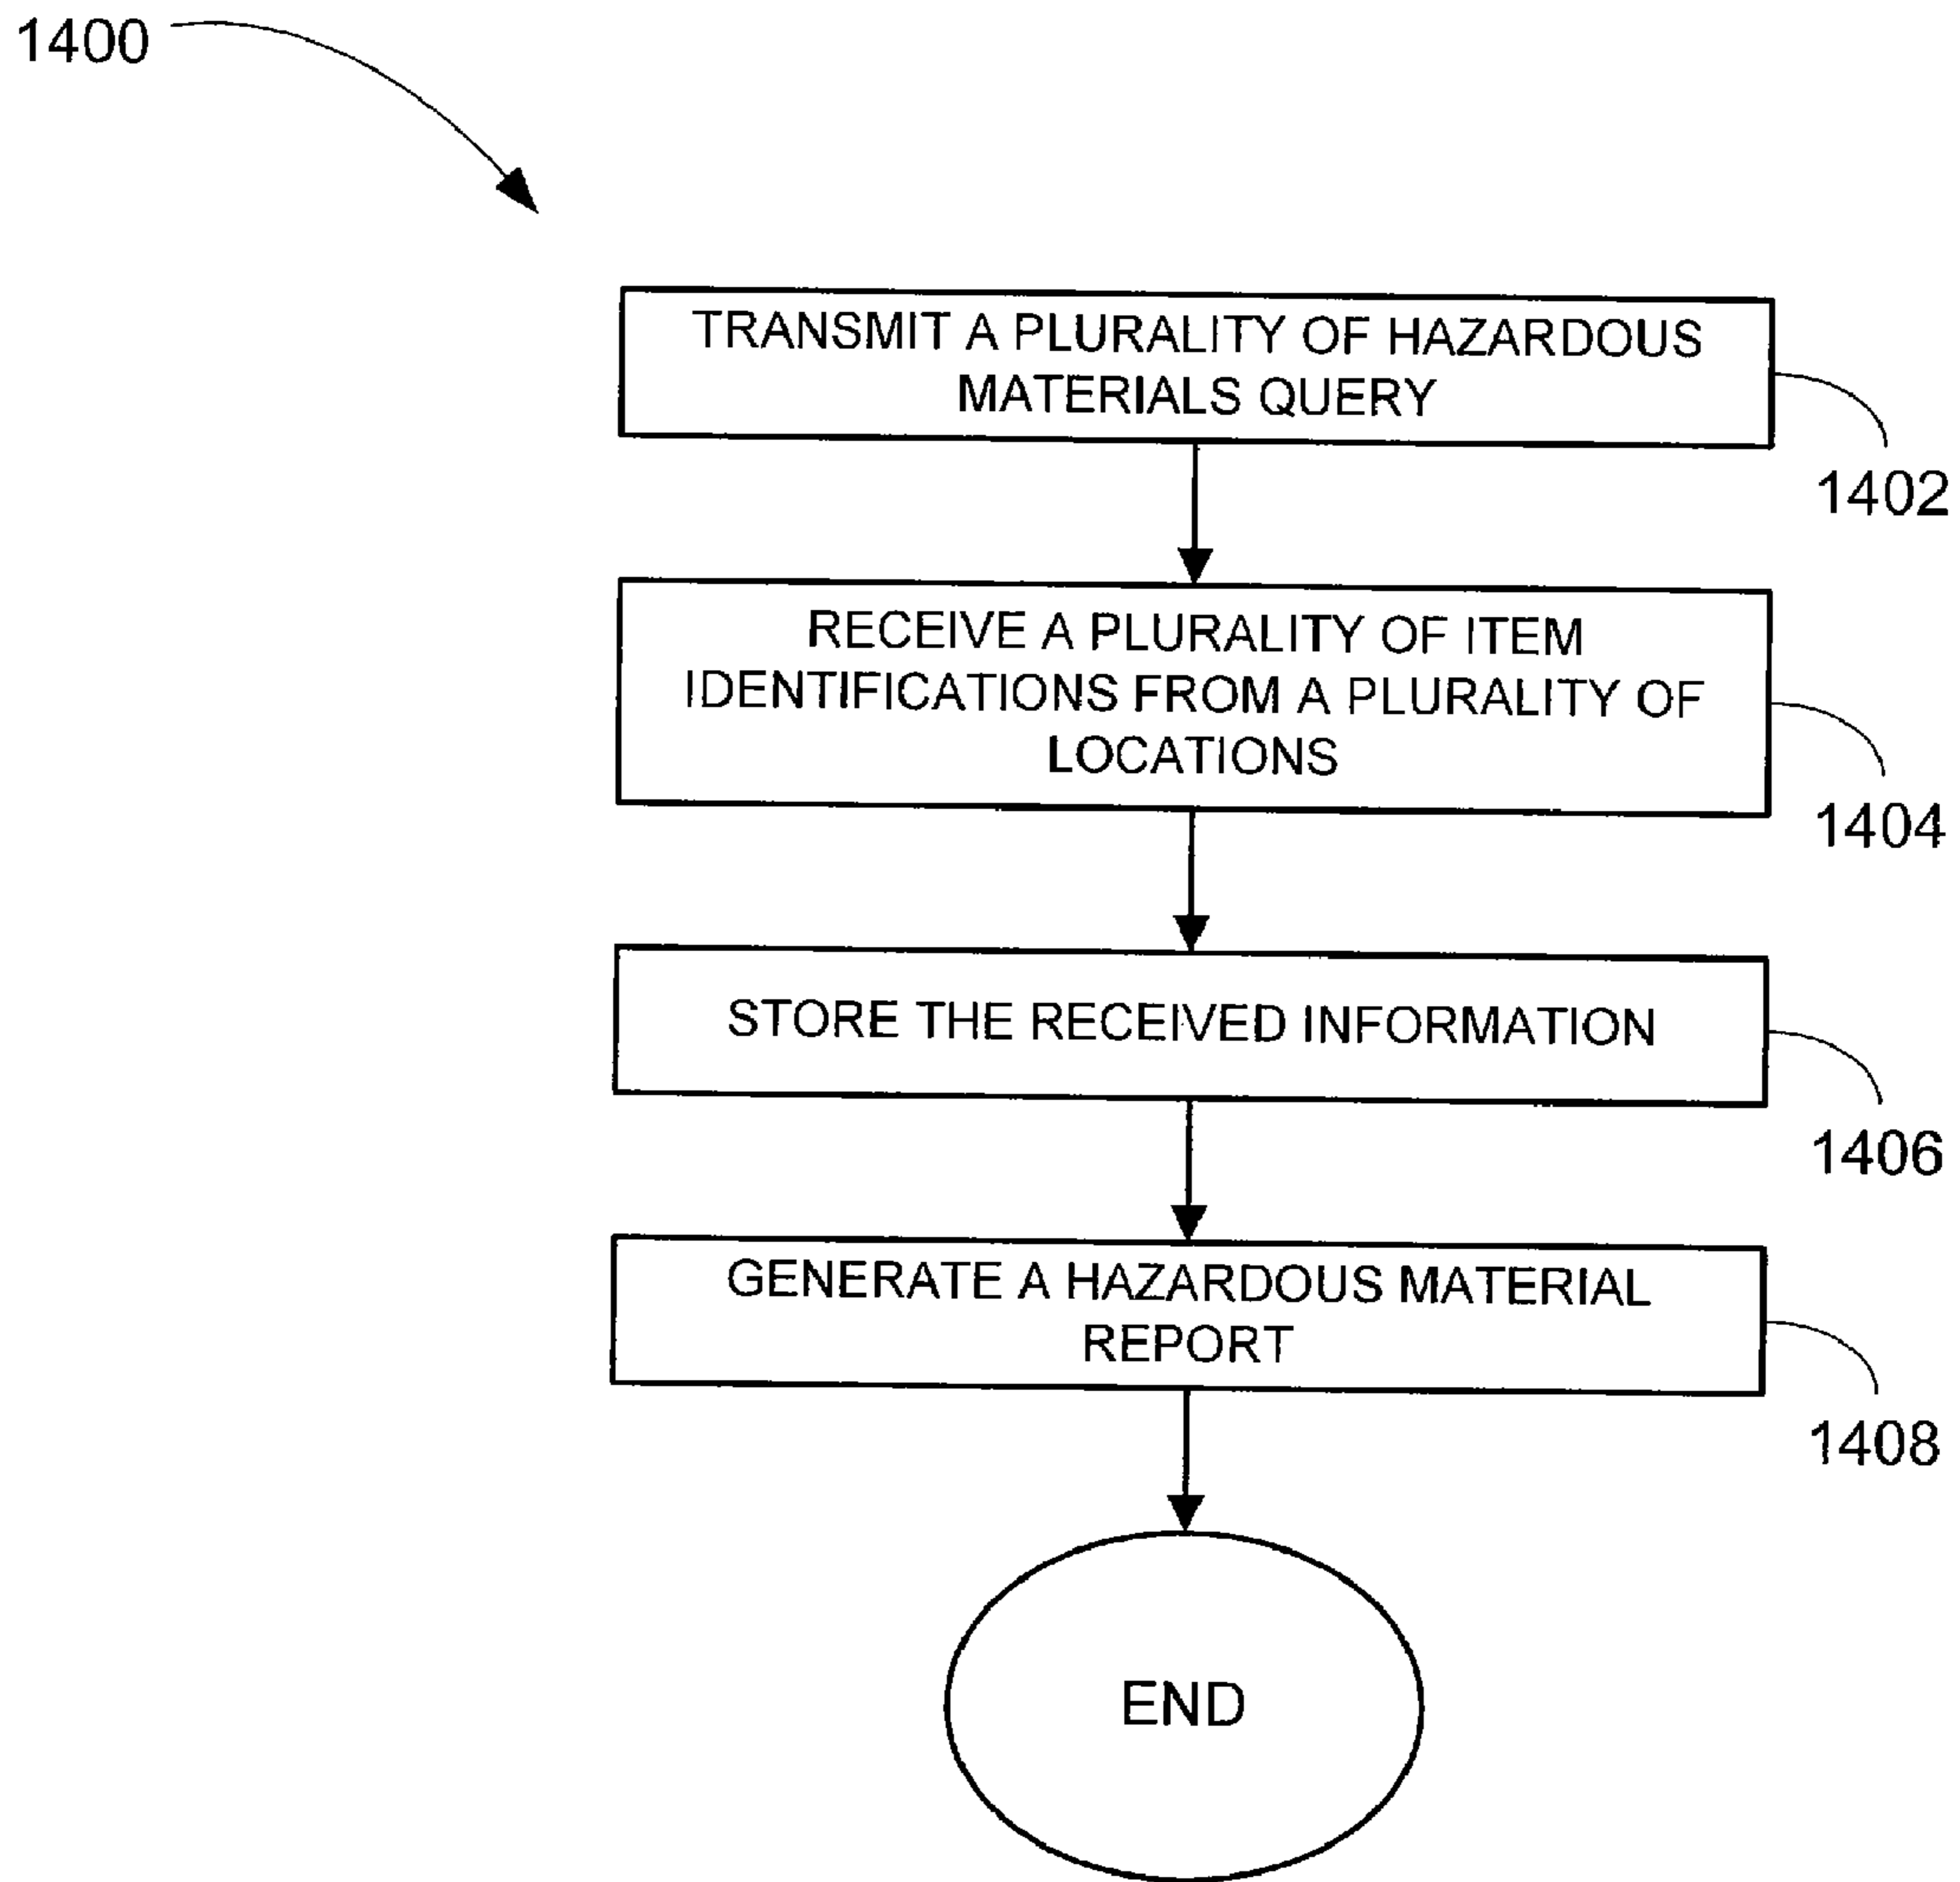 1400
TRANSMIT A PLURALITY OF HAZARDOUS
MATERIALS QUERY
1402
RECEIVE A PLURALITY OF ITEM
IDENTIFICATIONS FROM A PLURALITY OF
LOCATIONS
1404
STORE THE RECEIVED INFORMATION
1406
GENERATE A HAZARDOUS MATERIAL
REPORT
1408
END